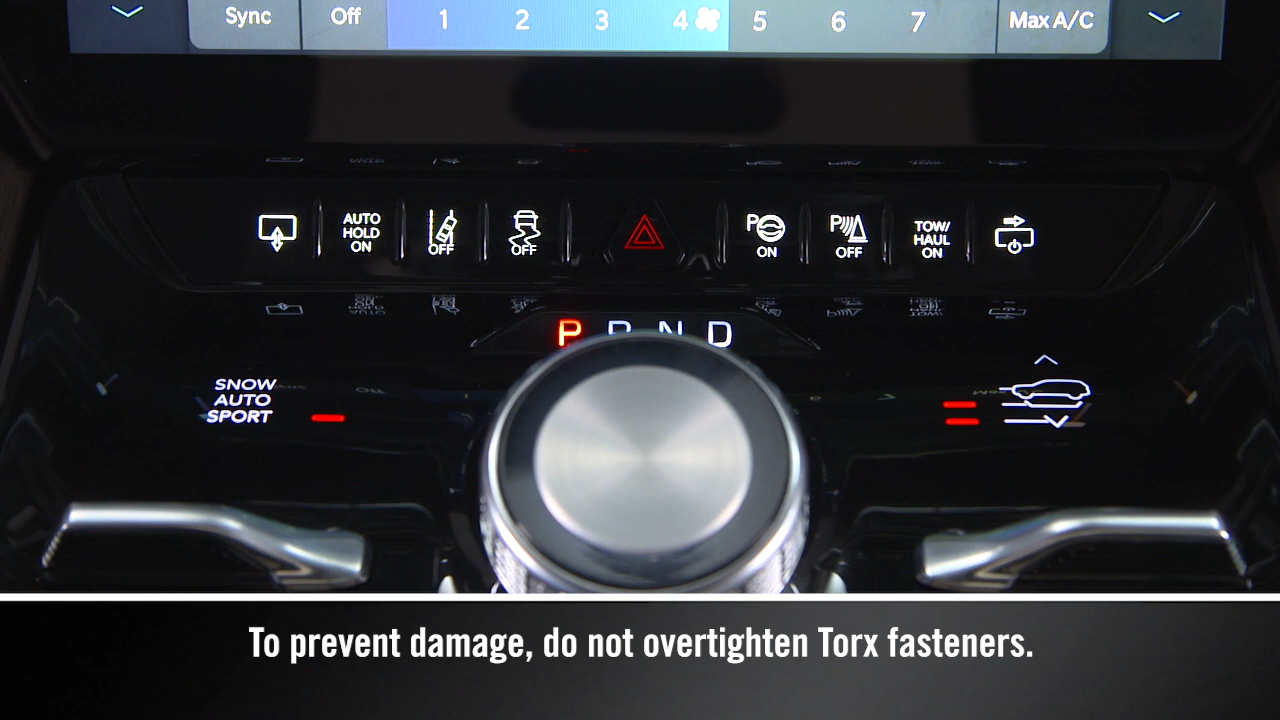 Sync Off 1 2 3 4 5 6 7 Max A/C
AUTO
HOLD
ON
OFF
OFF
P
ON
P
OFF
TOW/
HAUL
ON
P R N D
SNOW
AUTO
SPORT
To prevent damage, do not overtighten Torx fasteners.